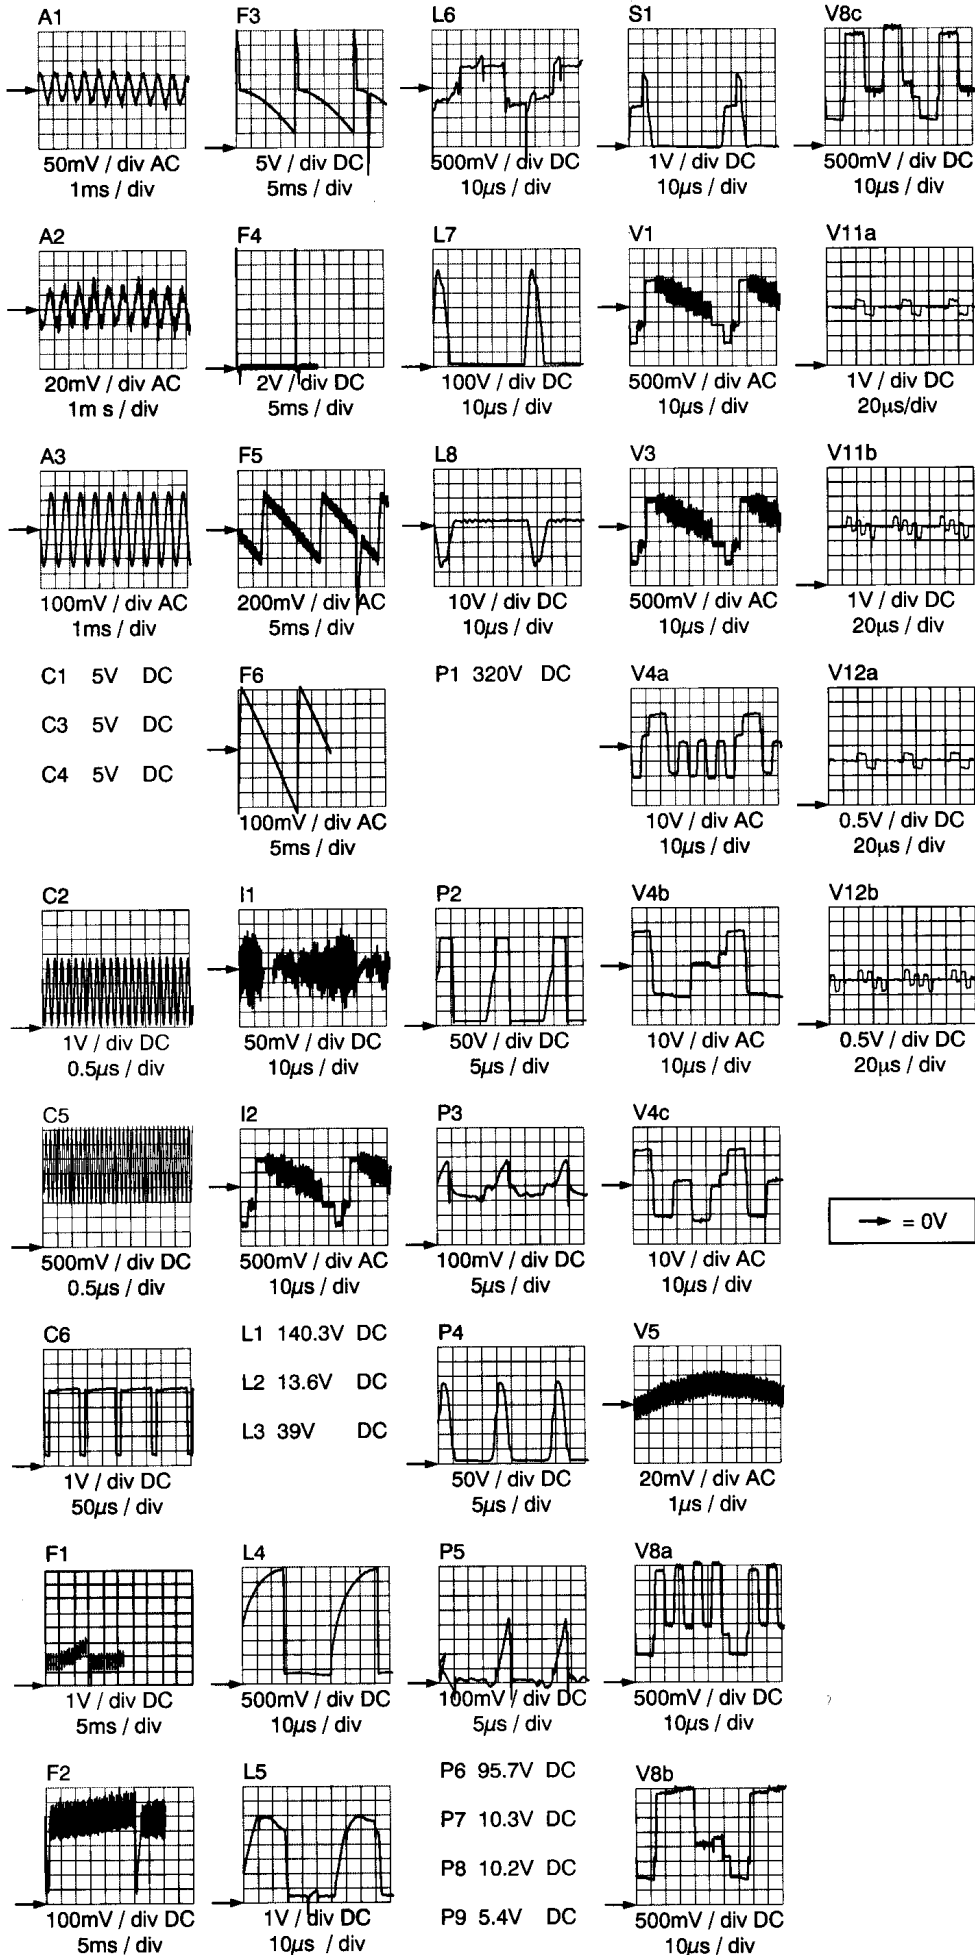 A1
50mV / div AC
1ms / div
F3
5V / div DC
5ms / div
L6
500mV / div DC
10µs / div
S1
1V / div DC
10µs / div
V8c
500mV / div DC
10µs / div
A2
20mV / div AC
1m s / div
F4
2V / div DC
5ms / div
L7
100V / div DC
10µs / div
V1
500mV / div AC
10µs / div
V11a
1V / div DC
20µs/div
A3
100mV / div AC
1ms / div
F5
200mV / div AC
5ms / div
L8
10V / div DC
10µs / div
V3
500mV / div AC
10µs / div
V11b
1V / div DC
20µs / div
C1 5V DC
C3 5V DC
C4 5V DC
F6
100mV / div AC
5ms / div
P1 320V DC
V4a
10V / div AC
10µs / div
V12a
0.5V / div DC
20µs / div
C2
1V / div DC
0.5µs / div
I1
50mV / div DC
10µs / div
P2
50V / div DC
5µs / div
V4b
10V / div AC
10µs / div
V12b
0.5V / div DC
20µs / div
C5
500mV / div DC
0.5µs / div
I2
500mV / div AC
10µs / div
P3
100mV / div DC
5µs / div
V4c
10V / div AC
10µs / div
= 0V
C6
1V / div DC
50µs / div
L1 140.3V DC
L2 13.6V DC
L3 39V DC
P4
50V / div DC
5µs / div
V5
20mV / div AC
1µs / div
F1
1V / div DC
5ms / div
L4
500mV / div DC
10µs / div
P5
100mV / div DC
5µs / div
V8a
500mV / div DC
10µs / div
F2
100mV / div DC
5ms / div
L5
1V / div DC
10µs / div
P6 95.7V DC
P7 10.3V DC
P8 10.2V DC
P9 5.4V DC
V8b
500mV / div DC
10µs / div